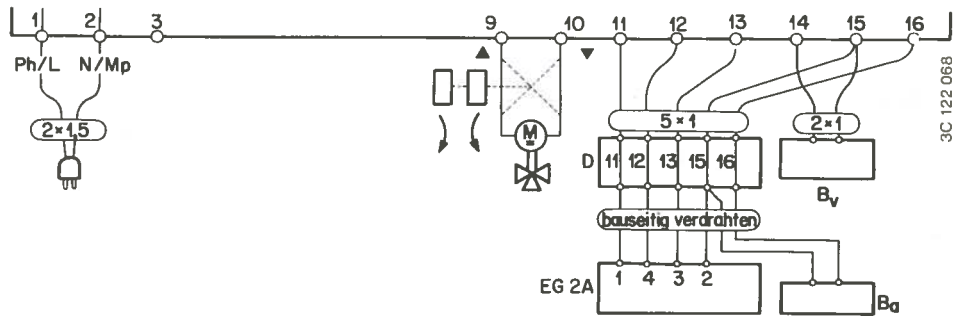 1 2 3 9 10 11 12 13 14 15 16
Ph/L N/Mp
2×1,5 5×1 2×1
M
D 11 12 13 15 16
Bv
bauseitig verdrahten
EG 2A 1 4 3 2
Ba
3C 122 068